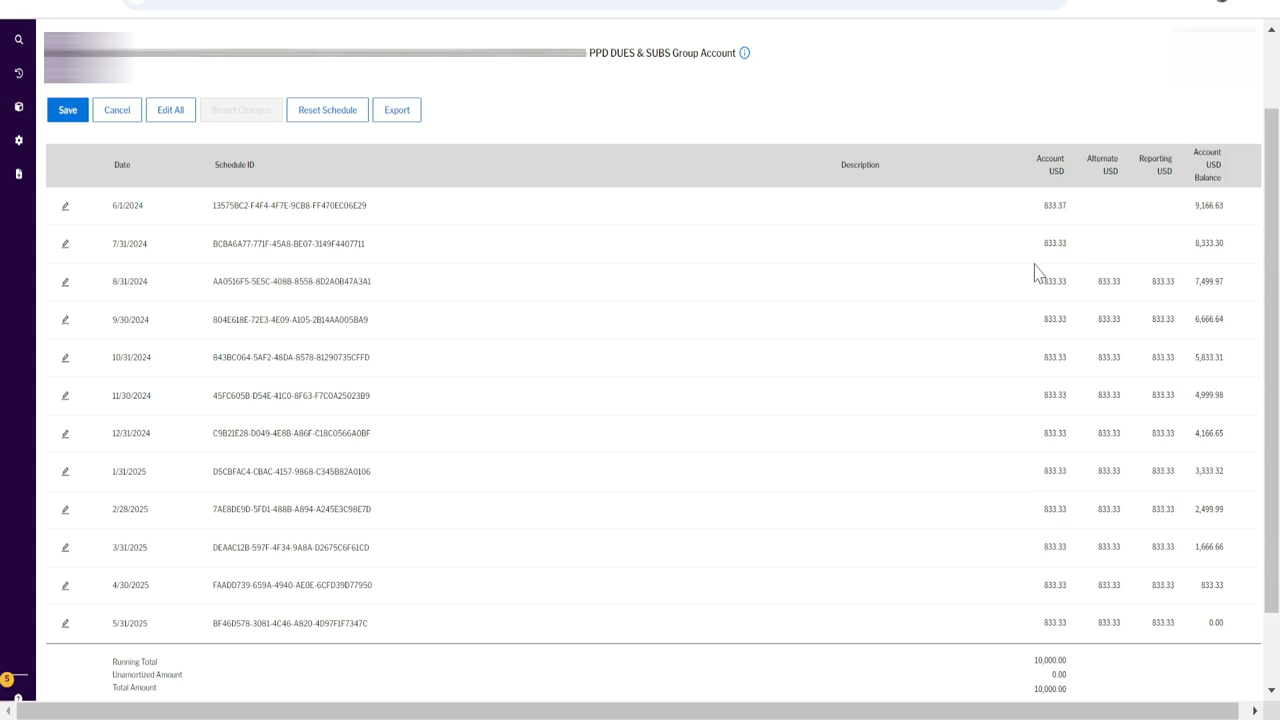 PPD DUES & SUBS Group Account
Save Cancel Edit All Revert Changes Reset Schedule Export
Date Schedule ID Description Account USD Alternate USD Reporting USD Account USD Balance
6/1/2024 13575BC2-F4F4-4F7E-9CB8-FF470EC06E29 833.37 9,166.63
7/31/2024 BCBA6A77-771F-45A8-BE07-3149F4407711 833.33 8,333.30
8/31/2024 AA0516F5-5E5C-408B-8558-8D2A0B47A3A1 833.33 833.33 833.33 7,499.97
9/30/2024 804E618E-72E3-4E09-A105-2B14AA005BA9 833.33 833.33 833.33 6,666.64
10/31/2024 843BC064-5AF2-48DA-8578-81290735CFFD 833.33 833.33 833.33 5,833.31
11/30/2024 45FC605B-D54E-41C0-8F63-F7C0A25023B9 833.33 833.33 833.33 4,999.98
12/31/2024 C9B21E28-D049-4E8B-A86F-C18C0566A0BF 833.33 833.33 833.33 4,166.65
1/31/2025 D5CBFAC4-CBAC-4157-9868-C345B82A0106 833.33 833.33 833.33 3,333.32
2/28/2025 7AE8DE9D-5FD1-488B-A894-A245E3C98E7D 833.33 833.33 833.33 2,499.99
3/31/2025 DEAAC12B-597F-4F34-9A8A-D2675C6F61CD 833.33 833.33 833.33 1,666.66
4/30/2025 FAADD739-659A-4940-AE0E-6CFD39D77950 833.33 833.33 833.33 833.33
5/31/2025 BF46D578-3081-4C46-A820-4D97F1F7347C 833.33 833.33 833.33 0.00
Running Total 10,000.00
Unamortized Amount 0.00
Total Amount 10,000.00
5